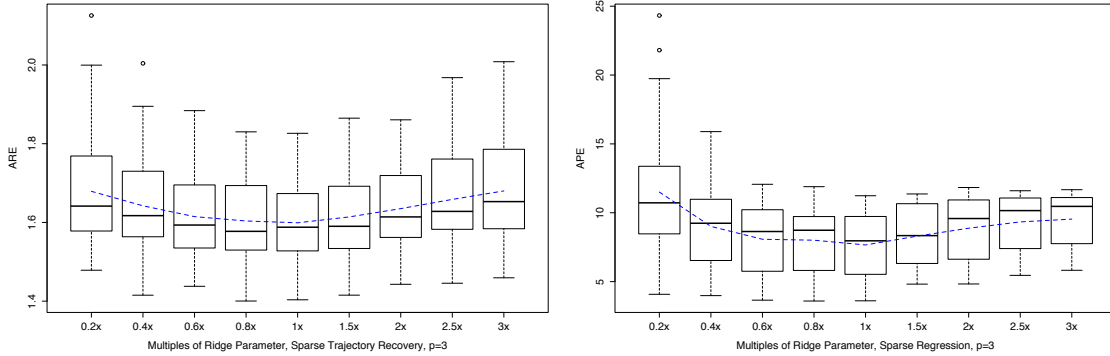 ARE
2.0
1.8
1.6
1.4
0.2x 0.4x 0.6x 0.8x 1x 1.5x 2x 2.5x 3x
Multiples of Ridge Parameter, Sparse Trajectory Recovery, p=3
APE
25
20
15
10
5
0.2x 0.4x 0.6x 0.8x 1x 1.5x 2x 2.5x 3x
Multiples of Ridge Parameter, Sparse Regression, p=3